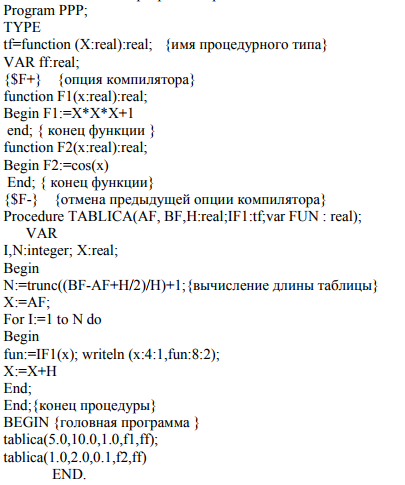 Program PPP;
TYPE
tf=function (X:real):real; {имя процедурного типа}
VAR ff:real;
{$F+} {опция компилятора}
function F1(x:real):real;
Begin F1:=X*X*X+1
end; { конец функции }
function F2(x:real):real;
Begin F2:=cos(x)
End; { конец функции}
{$F-} {отмена предыдущей опции компилятора}
Procedure TABLICA(AF, BF,H:real;IF1:tf;var FUN : real);
VAR
I,N:integer; X:real;
Begin
N:=trunc((BF-AF+H/2)/H)+1;{вычисление длины таблицы}
X:=AF;
For I:=1 to N do
Begin
fun:=IF1(x); writeln (x:4:1,fun:8:2);
X:=X+H
End;
End;{конец процедуры}
BEGIN {головная программа }
tablica(5.0,10.0,1.0,f1,ff);
tablica(1.0,2.0,0.1,f2,ff)
END.